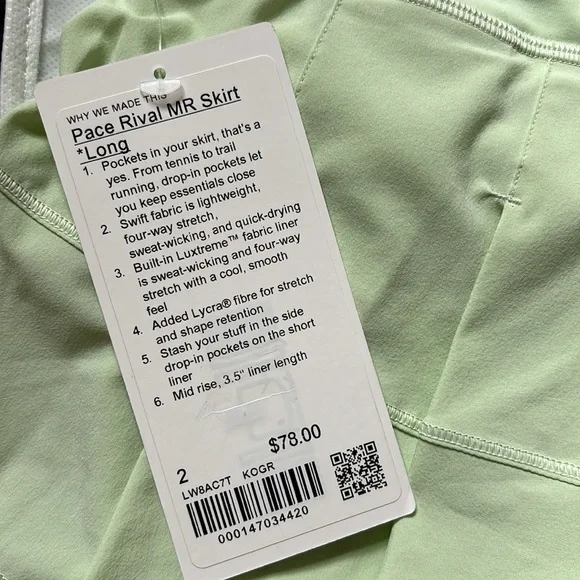 WHY WE MADE THIS
Pace Rival MR Skirt
*Long
1. Pockets in your skirt, that's a
yes. From tennis to trail
running, drop-in pockets let
you keep essentials close
2. Swift fabric is lightweight,
four-way stretch,
sweat-wicking, and quick-drying
3. Built-in Luxtreme™ fabric liner
is sweat-wicking and four-way
stretch with a cool, smooth
feel
4. Added Lycra® fibre for stretch
and shape retention
5. Stash your stuff in the side
drop-in pockets on the short
liner
6. Mid rise, 3.5" liner length
2 $78.00
LW8AC7T KOGR
000147034420